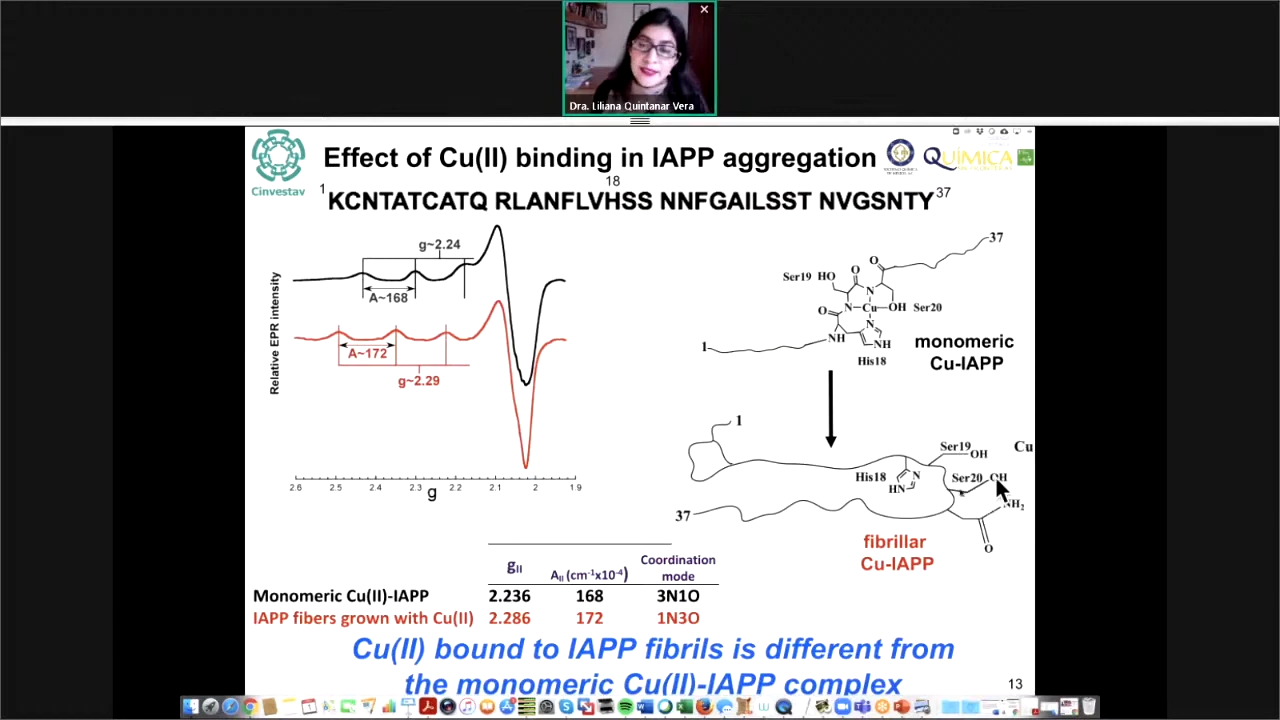 Dra. Liliana Quintanar Vera
Cinvestav
Effect of Cu(II) binding in IAPP aggregation
QUÍMICA
1 KCNTATCATQ RLANFLVHSS NNFGAILSST NVGSNTY 37
18
Relative EPR intensity
g~2.24
A~168
A~172
g~2.29
2.6 2.5 2.4 2.3 2.2 2.1 2 1.9
g
37
Ser19 HO
O
O
N
N
Cu
OH Ser20
O
N
NH
NH
1
His18
monomeric
Cu-IAPP
1
Ser19
OH
Cu
His18
N
HN
Ser20
OH
NH2
37
O
fibrillar
Cu-IAPP
gII
AII (cm-1x10-4)
Coordination
mode
Monomeric Cu(II)-IAPP 2.236 168 3N1O
IAPP fibers grown with Cu(II) 2.286 172 1N3O
Cu(II) bound to IAPP fibrils is different from
the monomeric Cu(II)-IAPP complex
13